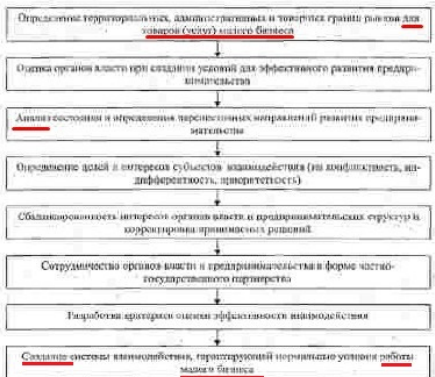 Определение территориальных, административных и товарных границ рынков для
товаров (услуг) малого бизнеса
Оценка органов власти при создании условий для эффективного развития предпри-
нимательства
Анализ состояния и определения перспективных направлений развития предприни-
мательства
Определение целей и интересов субъектов взаимодействия (их конфликтность, ин-
дифферентность, приоритетность)
Сбалансированность интересов органов власти и предпринимательских структур и
корректировка принимаемых решений
Сотрудничество органов власти и предпринимательства в форме частно-
государственного партнерства
Разработка критериев оценки эффективности взаимодействия
Создание системы взаимодействия, гарантирующей нормальные условия работы
малого бизнеса